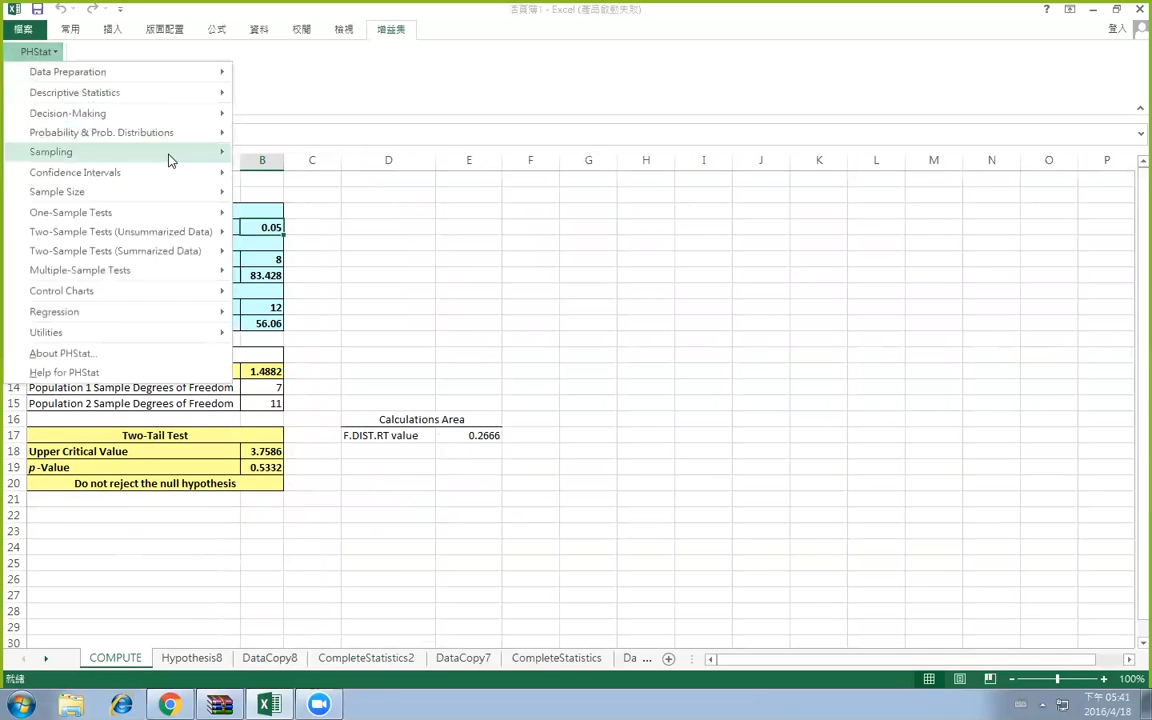 活頁簿1 - Excel (產品啟動失敗)
檔案 常用 插入 版面配置 公式 資料 校閱 檢視 增益集 登入
PHStat
Data Preparation
Descriptive Statistics
Decision-Making
Probability & Prob. Distributions
Sampling
Confidence Intervals
Sample Size
One-Sample Tests
Two-Sample Tests (Unsummarized Data)
Two-Sample Tests (Summarized Data)
Multiple-Sample Tests
Control Charts
Regression
Utilities
About PHStat...
Help for PHStat
B C D E F G H I J K L M N O P
0.05
8
83.428
12
56.06
1.4882
14 Population 1 Sample Degrees of Freedom 7
15 Population 2 Sample Degrees of Freedom 11
16 Calculations Area
17 Two-Tail Test F.DIST.RT value 0.2666
18 Upper Critical Value 3.7586
19 p-Value 0.5332
20 Do not reject the null hypothesis
21
22
23
24
25
26
27
28
29
30
COMPUTE Hypothesis8 DataCopy8 CompleteStatistics2 DataCopy7 CompleteStatistics Da ...
就緒 100%
下午 05:41
2016/4/18